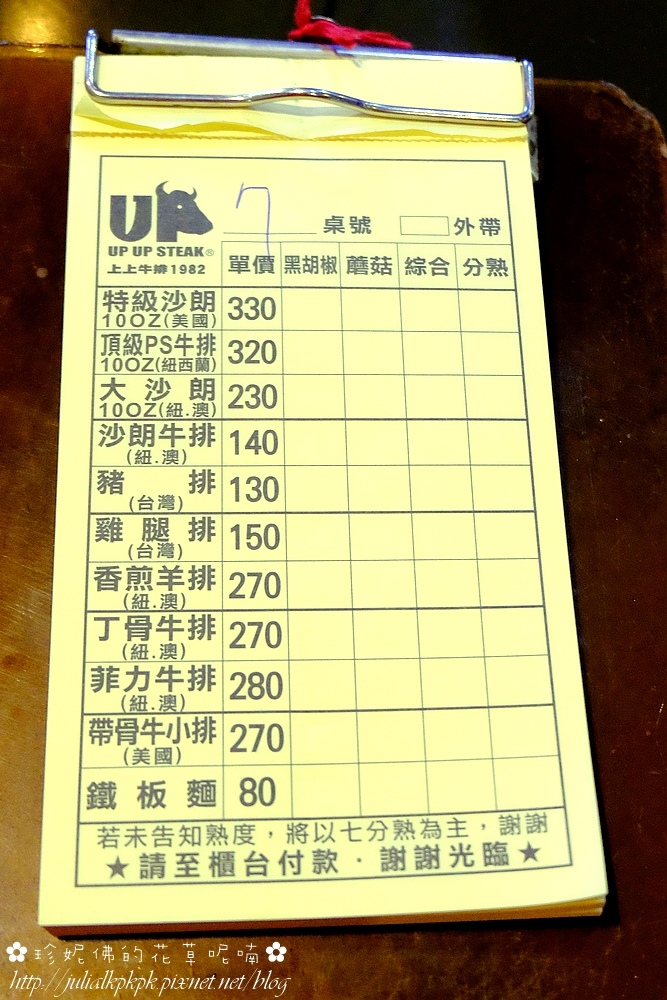 UP
7 桌號 外帶
UP UP STEAK®
上上牛排1982
單價 黑胡椒 蘑菇 綜合 分熟
特級沙朗 330
10OZ(美國)
頂級PS牛排 320
10OZ(紐西蘭)
大沙朗 230
10OZ(紐.澳)
沙朗牛排 140
(紐.澳)
豬排 130
(台灣)
雞腿排 150
(台灣)
香煎羊排 270
(紐.澳)
丁骨牛排 270
(紐.澳)
菲力牛排 280
(紐.澳)
帶骨牛小排 270
(美國)
鐵板麵 80
若未告知熟度，將以七分熟為主，謝謝
★請至櫃台付款．謝謝光臨★
✿珍妮佛的花草呢喃✿
http://julialkpkpk.pixnet.net/blog